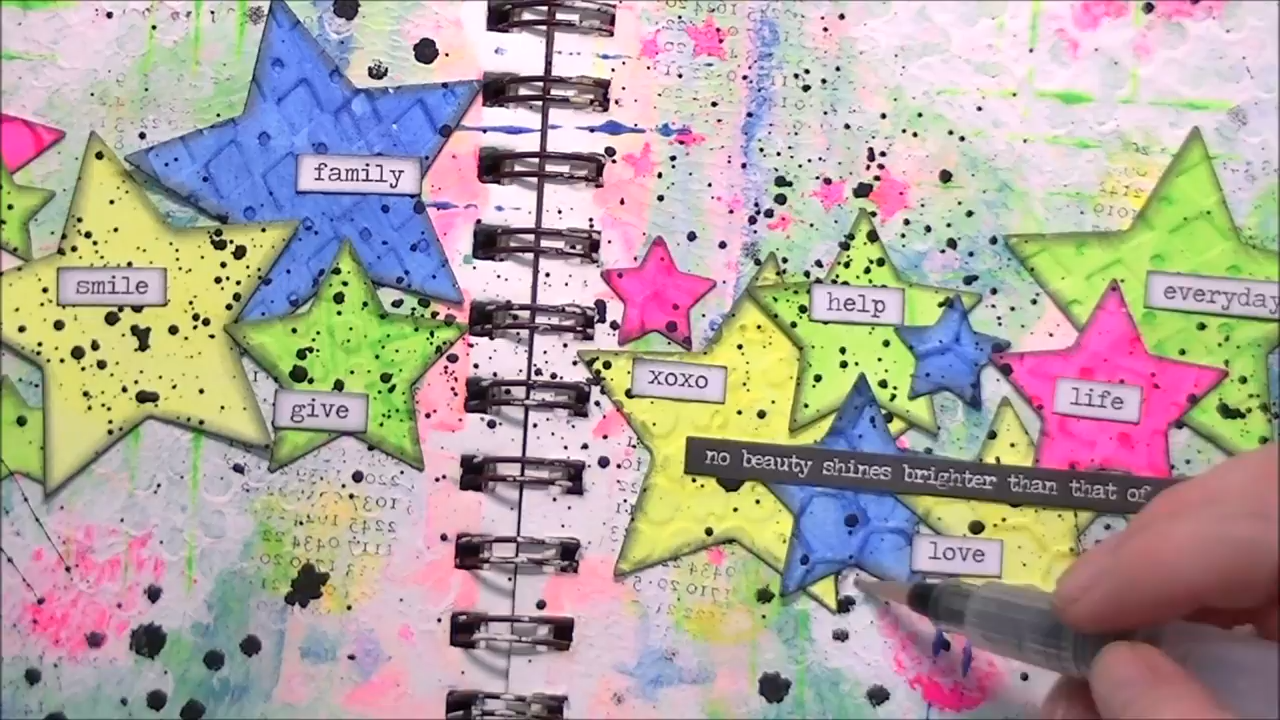 family
smile
give
help
everyday
xoxo
life
no beauty shines brighter than that of
love